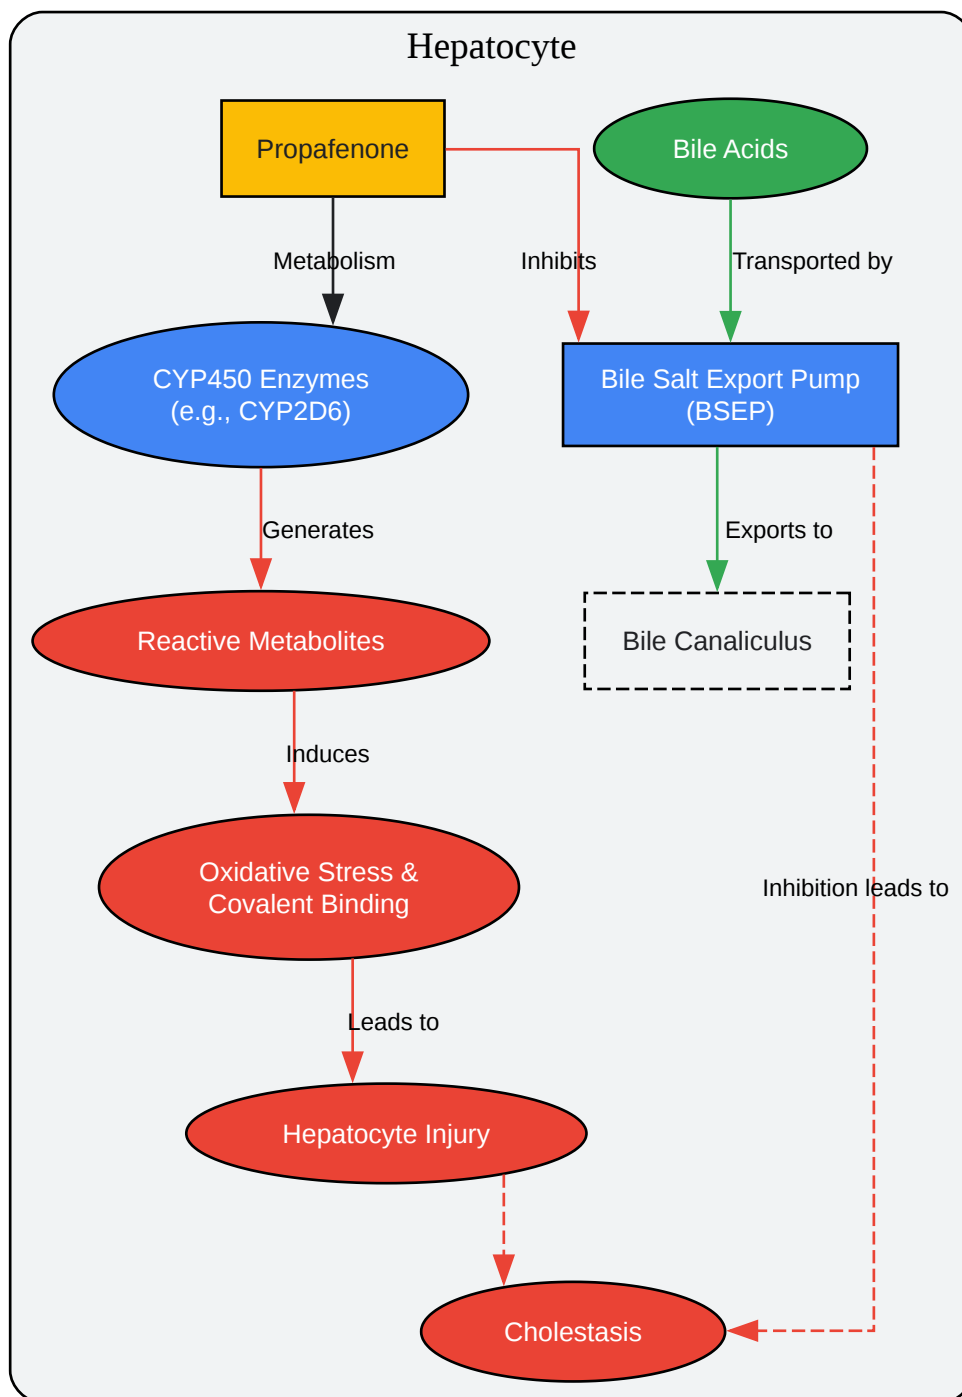 Hepatocyte
Propafenone
Bile Acids
Metabolism
Inhibits
Transported by
CYP450 Enzymes
(e.g., CYP2D6)
Bile Salt Export Pump
(BSEP)
Generates
Exports to
Reactive Metabolites
Bile Canaliculus
Induces
Oxidative Stress &
Covalent Binding
Inhibition leads to
Leads to
Hepatocyte Injury
Cholestasis